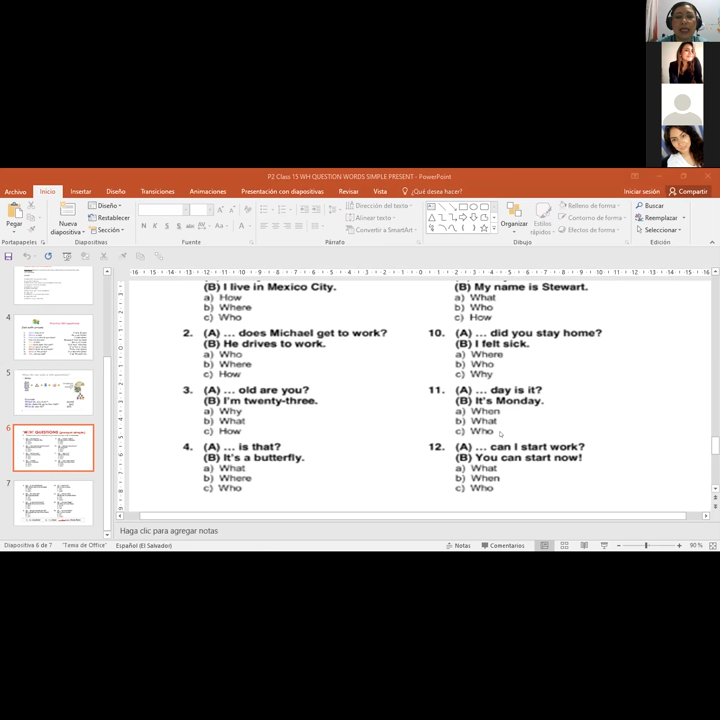 P2 Class 15 WH QUESTION WORDS SIMPLE PRESENT - PowerPoint
Archivo Inicio Insertar Diseño Transiciones Animaciones Presentación con diapositivas Revisar Vista ¿Qué desea hacer? Iniciar sesión Compartir
Pegar
Nueva diapositiva
Diseño
Restablecer
Sección
N K S
Aa
A
Dirección del texto
Alinear texto
Convertir a SmartArt
Organizar
Estilos rápidos
Relleno de forma
Contorno de forma
Efectos de forma
Buscar
Reemplazar
Seleccionar
Portapapeles Diapositivas Fuente Párrafo Dibujo Edición
4
5
6
7
(B) I live in Mexico City.
a) How
b) Where
c) Who
2. (A) ... does Michael get to work?
(B) He drives to work.
a) Who
b) Where
c) How
3. (A) ... old are you?
(B) I'm twenty-three.
a) Why
b) What
c) How
4. (A) ... is that?
(B) It's a butterfly.
a) What
b) Where
c) Who
(B) My name is Stewart.
a) What
b) Who
c) How
10. (A) ... did you stay home?
(B) I felt sick.
a) Where
b) Who
c) Why
11. (A) ... day is it?
(B) It's Monday.
a) When
b) What
c) Who
12. (A) ... can I start work?
(B) You can start now!
a) What
b) When
c) Who
Haga clic para agregar notas
Diapositiva 6 de 7 "Tema de Office" Español (El Salvador) Notas Comentarios 90 %